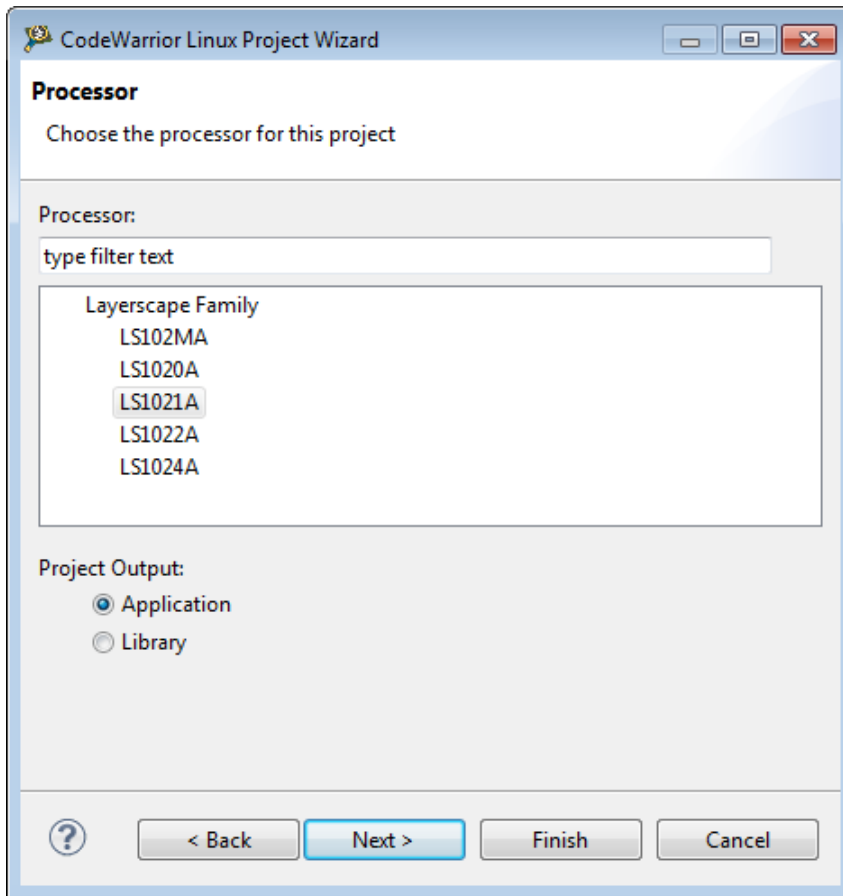 CodeWarrior Linux Project Wizard
Processor
Choose the processor for this project
Processor:
type filter text
Layerscape Family
LS102MA
LS1020A
LS1021A
LS1022A
LS1024A
Project Output:
Application
Library
? < Back Next > Finish Cancel